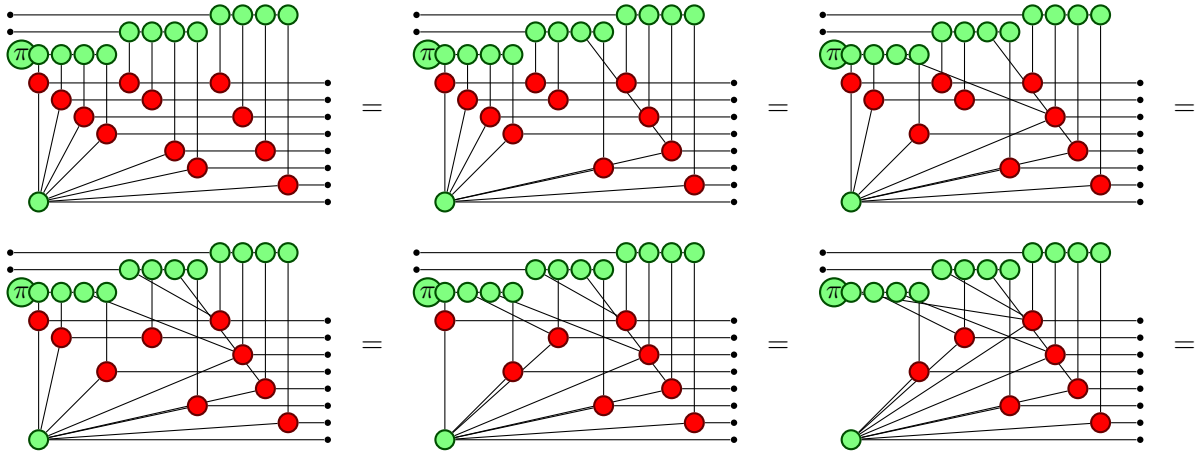 π = π = π =
π = π = π =